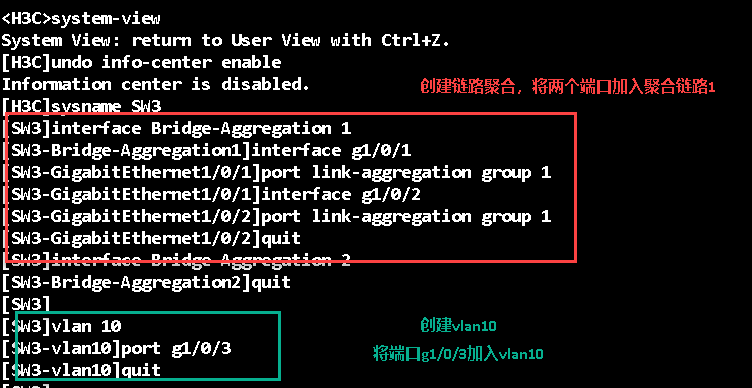 <H3C>system-view
System View: return to User View with Ctrl+Z.
[H3C]undo info-center enable
Information center is disabled.
创建链路聚合，将两个端口加入聚合链路1
[H3C]sysname SW3
[SW3]interface Bridge-Aggregation 1
[SW3-Bridge-Aggregation1]interface g1/0/1
[SW3-GigabitEthernet1/0/1]port link-aggregation group 1
[SW3-GigabitEthernet1/0/1]interface g1/0/2
[SW3-GigabitEthernet1/0/2]port link-aggregation group 1
[SW3-GigabitEthernet1/0/2]quit
[SW3]interface Bridge-Aggregation 2
[SW3-Bridge-Aggregation2]quit
[SW3]
[SW3]vlan 10
创建vlan10
[SW3-vlan10]port g1/0/3
将端口g1/0/3加入vlan10
[SW3-vlan10]quit